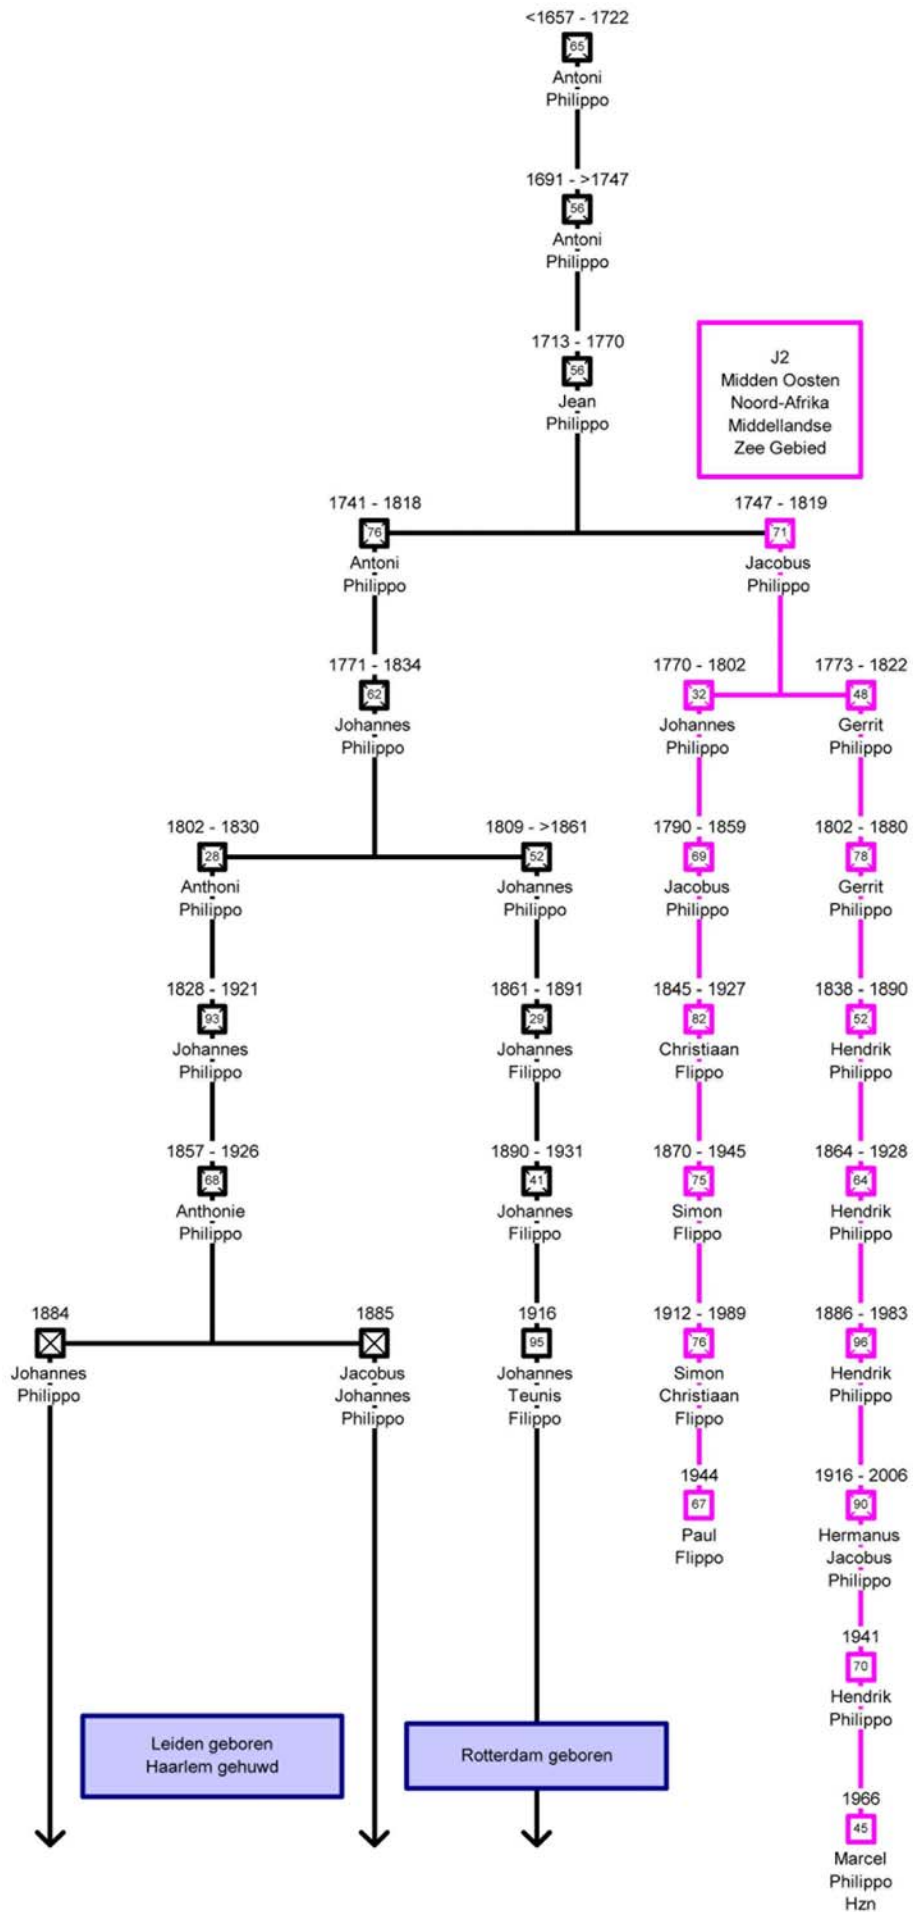 <1657 - 1722
65
Antoni
Philippo
1691 - >1747
56
Antoni
Philippo
1713 - 1770
56
Jean
Philippo
J2
Midden Oosten
Noord-Afrika
Middellandse
Zee Gebied
1741 - 1818
76
Antoni
Philippo
1747 - 1819
71
Jacobus
Philippo
1771 - 1834
62
Johannes
Philippo
1770 - 1802
32
Johannes
Philippo
1773 - 1822
48
Gerrit
Philippo
1802 - 1830
28
Anthoni
Philippo
1809 - >1861
52
Johannes
Philippo
1790 - 1859
69
Jacobus
Philippo
1802 - 1880
78
Gerrit
Philippo
1828 - 1921
93
Johannes
Philippo
1861 - 1891
29
Johannes
Filippo
1845 - 1927
82
Christiaan
Flippo
1838 - 1890
52
Hendrik
Philippo
1857 - 1926
68
Anthonie
Philippo
1890 - 1931
41
Johannes
Filippo
1870 - 1945
75
Simon
Flippo
1864 - 1928
64
Hendrik
Philippo
1884
Johannes
Philippo
1885
Jacobus
Johannes
Philippo
1916
95
Johannes
Teunis
Filippo
1912 - 1989
76
Simon
Christiaan
Flippo
1886 - 1983
96
Hendrik
Philippo
1944
67
Paul
Flippo
1916 - 2006
90
Hermanus
Jacobus
Philippo
1941
70
Hendrik
Philippo
Leiden geboren
Haarlem gehuwd
Rotterdam geboren
1966
45
Marcel
Philippo
Hzn